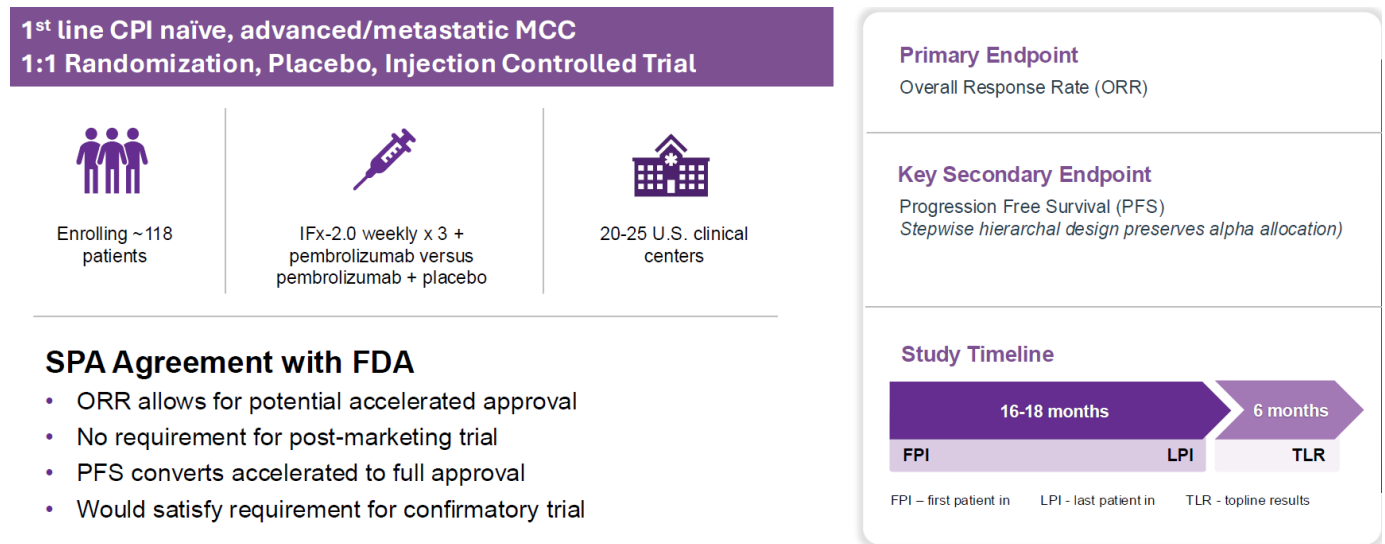 1st line CPI naïve, advanced/metastatic MCC
1:1 Randomization, Placebo, Injection Controlled Trial
Enrolling ~118
patients
IFx-2.0 weekly x 3 +
pembrolizumab versus
pembrolizumab + placebo
20-25 U.S. clinical
centers
SPA Agreement with FDA
• ORR allows for potential accelerated approval
• No requirement for post-marketing trial
• PFS converts accelerated to full approval
• Would satisfy requirement for confirmatory trial
Primary Endpoint
Overall Response Rate (ORR)
Key Secondary Endpoint
Progression Free Survival (PFS)
Stepwise hierarchal design preserves alpha allocation)
Study Timeline
16-18 months 6 months
FPI LPI TLR
FPI – first patient in LPI - last patient in TLR - topline results